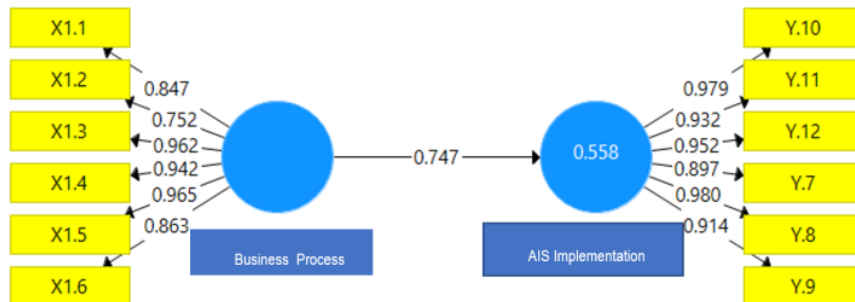 X1.1
X1.2
X1.3
X1.4
X1.5
X1.6
0.847
0.752
0.962
0.942
0.965
0.863
Business Process
0.747
0.558
AIS Implementation
0.979
0.932
0.952
0.897
0.980
0.914
Y.10
Y.11
Y.12
Y.7
Y.8
Y.9